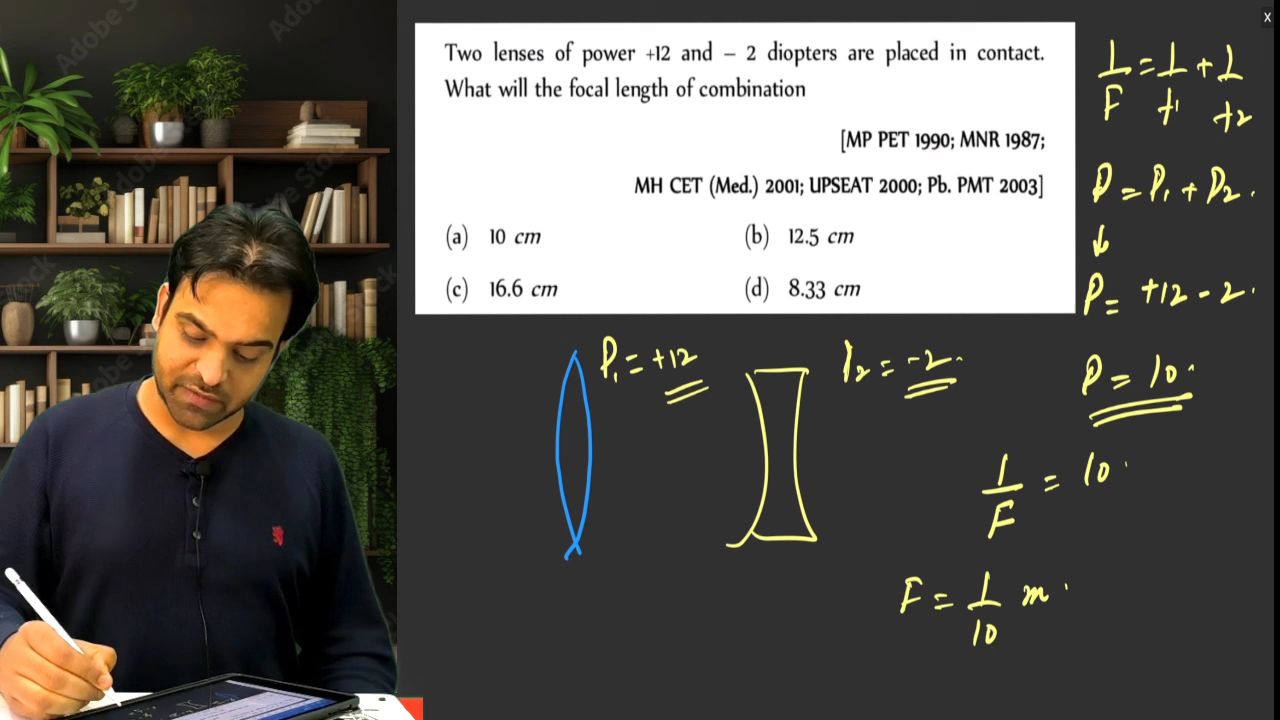 Two lenses of power +12 and – 2 diopters are placed in contact.
What will the focal length of combination
[MP PET 1990; MNR 1987;
MH CET (Med.) 2001; UPSEAT 2000; Pb. PMT 2003]
(a) 10 cm (b) 12.5 cm
(c) 16.6 cm (d) 8.33 cm
1/F = 1/f1 + 1/f2
P = P1 + P2.
↓
P = +12 - 2.
P = 10.
P1 = +12
P2 = -2.
1/F = 10.
F = 1/10 m.
Adobe Stock
X